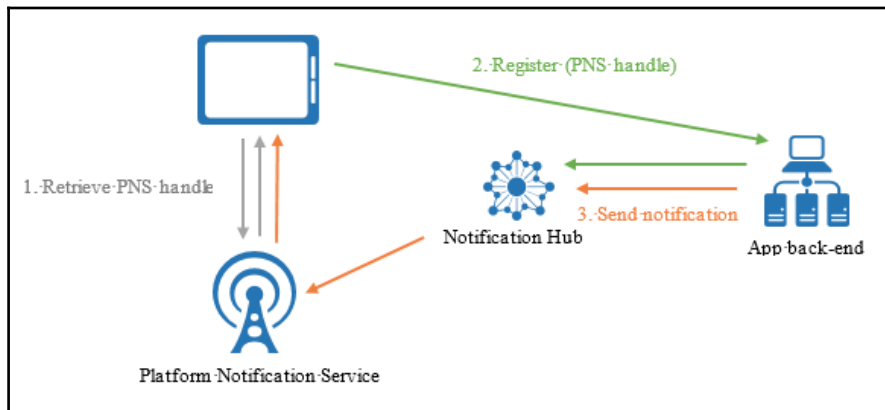 2. Register (PNS handle)
1. Retrieve PNS handle
3. Send notification
Notification Hub
App back-end
Platform Notification Service